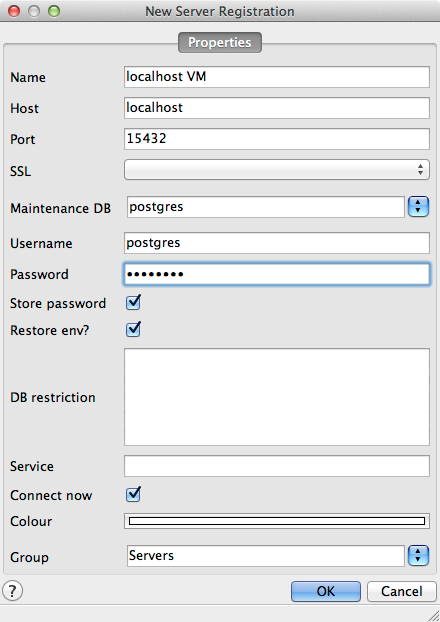 New Server Registration
Properties
Name localhost VM
Host localhost
Port 15432
SSL
Maintenance DB postgres
Username postgres
Password ••••••••
Store password
Restore env?
DB restriction
Service
Connect now
Colour
Group Servers
? OK Cancel